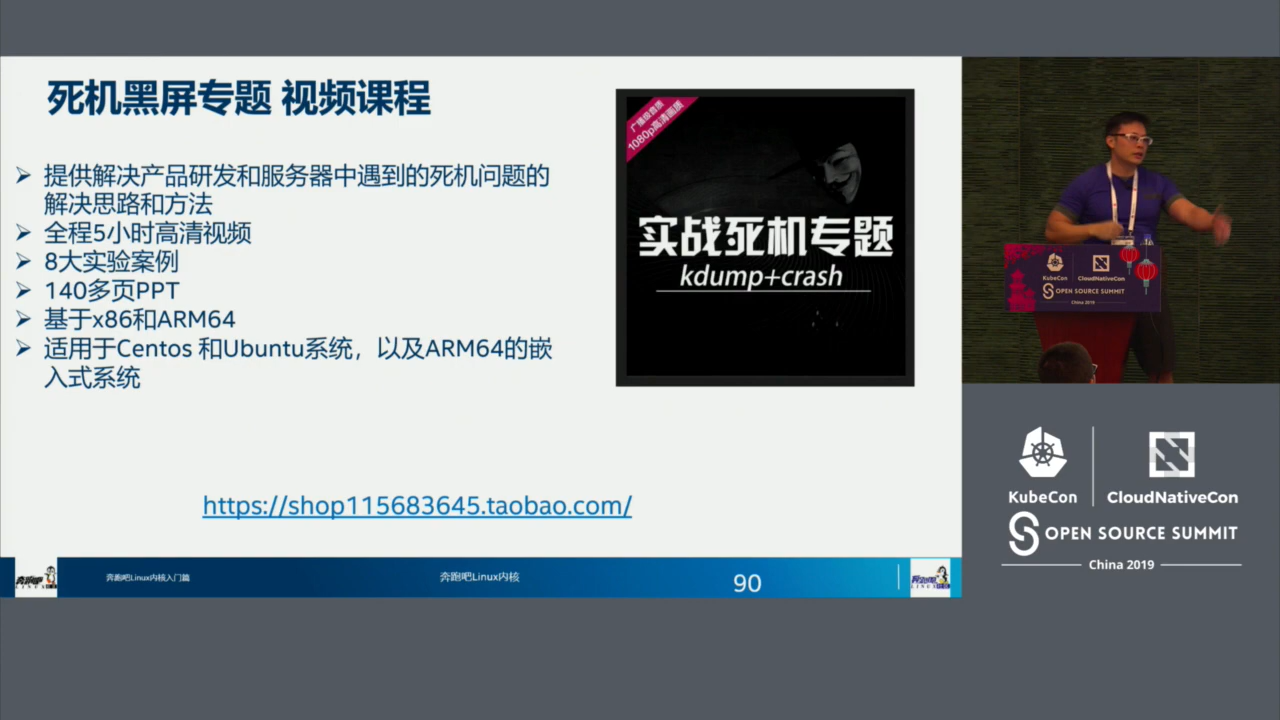 死机黑屏专题 视频课程
提供解决产品研发和服务器中遇到的死机问题的
解决思路和方法
全程5小时高清视频
8大实验案例
140多页PPT
基于x86和ARM64
适用于Centos 和Ubuntu系统，以及ARM64的嵌
入式系统
广播级音质
1080p高清画质
实战死机专题
kdump+crash
https://shop115683645.taobao.com/
奔跑吧
奔跑吧Linux内核入门篇
奔跑吧Linux内核
90
KubeCon
CloudNativeCon
OPEN SOURCE SUMMIT
China 2019
KubeCon
CloudNativeCon
OPEN SOURCE SUMMIT
China 2019